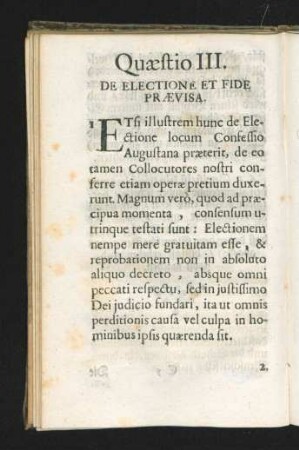 Quæstio III.
DE ELECTIONE ET FIDE
PRÆVISA.
1 ETsi illustrem hunc de Ele-
ctione locum Confessio
Augustana præterit, de eo
tamen Collocutores nostri con-
ferre etiam operæ pretium duxe-
runt. Magnum verò, quod ad præ-
cipua momenta, consensum u-
trinque testati sunt: Electionem
nempe mere gratuitam esse, &
reprobationem non in absoluto
aliquo decreto, absque omni
peccati respectu, sed in justissimo
Dei judicio fundari, ita ut omnis
perditionis causa vel culpa in ho-
minibus ipsis quærenda sit.
2.